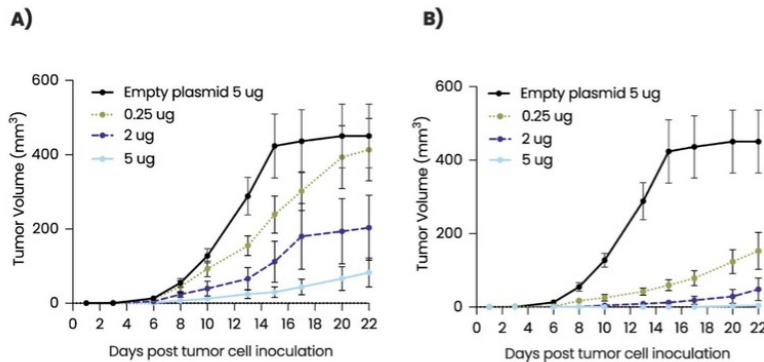 A)
Tumor Volume (mm³)
600
400
200
0
Empty plasmid 5 ug
0.25 ug
2 ug
5 ug
0 2 4 6 8 10 12 14 16 18 20 22
Days post tumor cell inoculation
B)
Tumor Volume (mm³)
600
400
200
0
Empty plasmid 5 ug
0.25 ug
2 ug
5 ug
0 2 4 6 8 10 12 14 16 18 20 22
Days post tumor cell inoculation